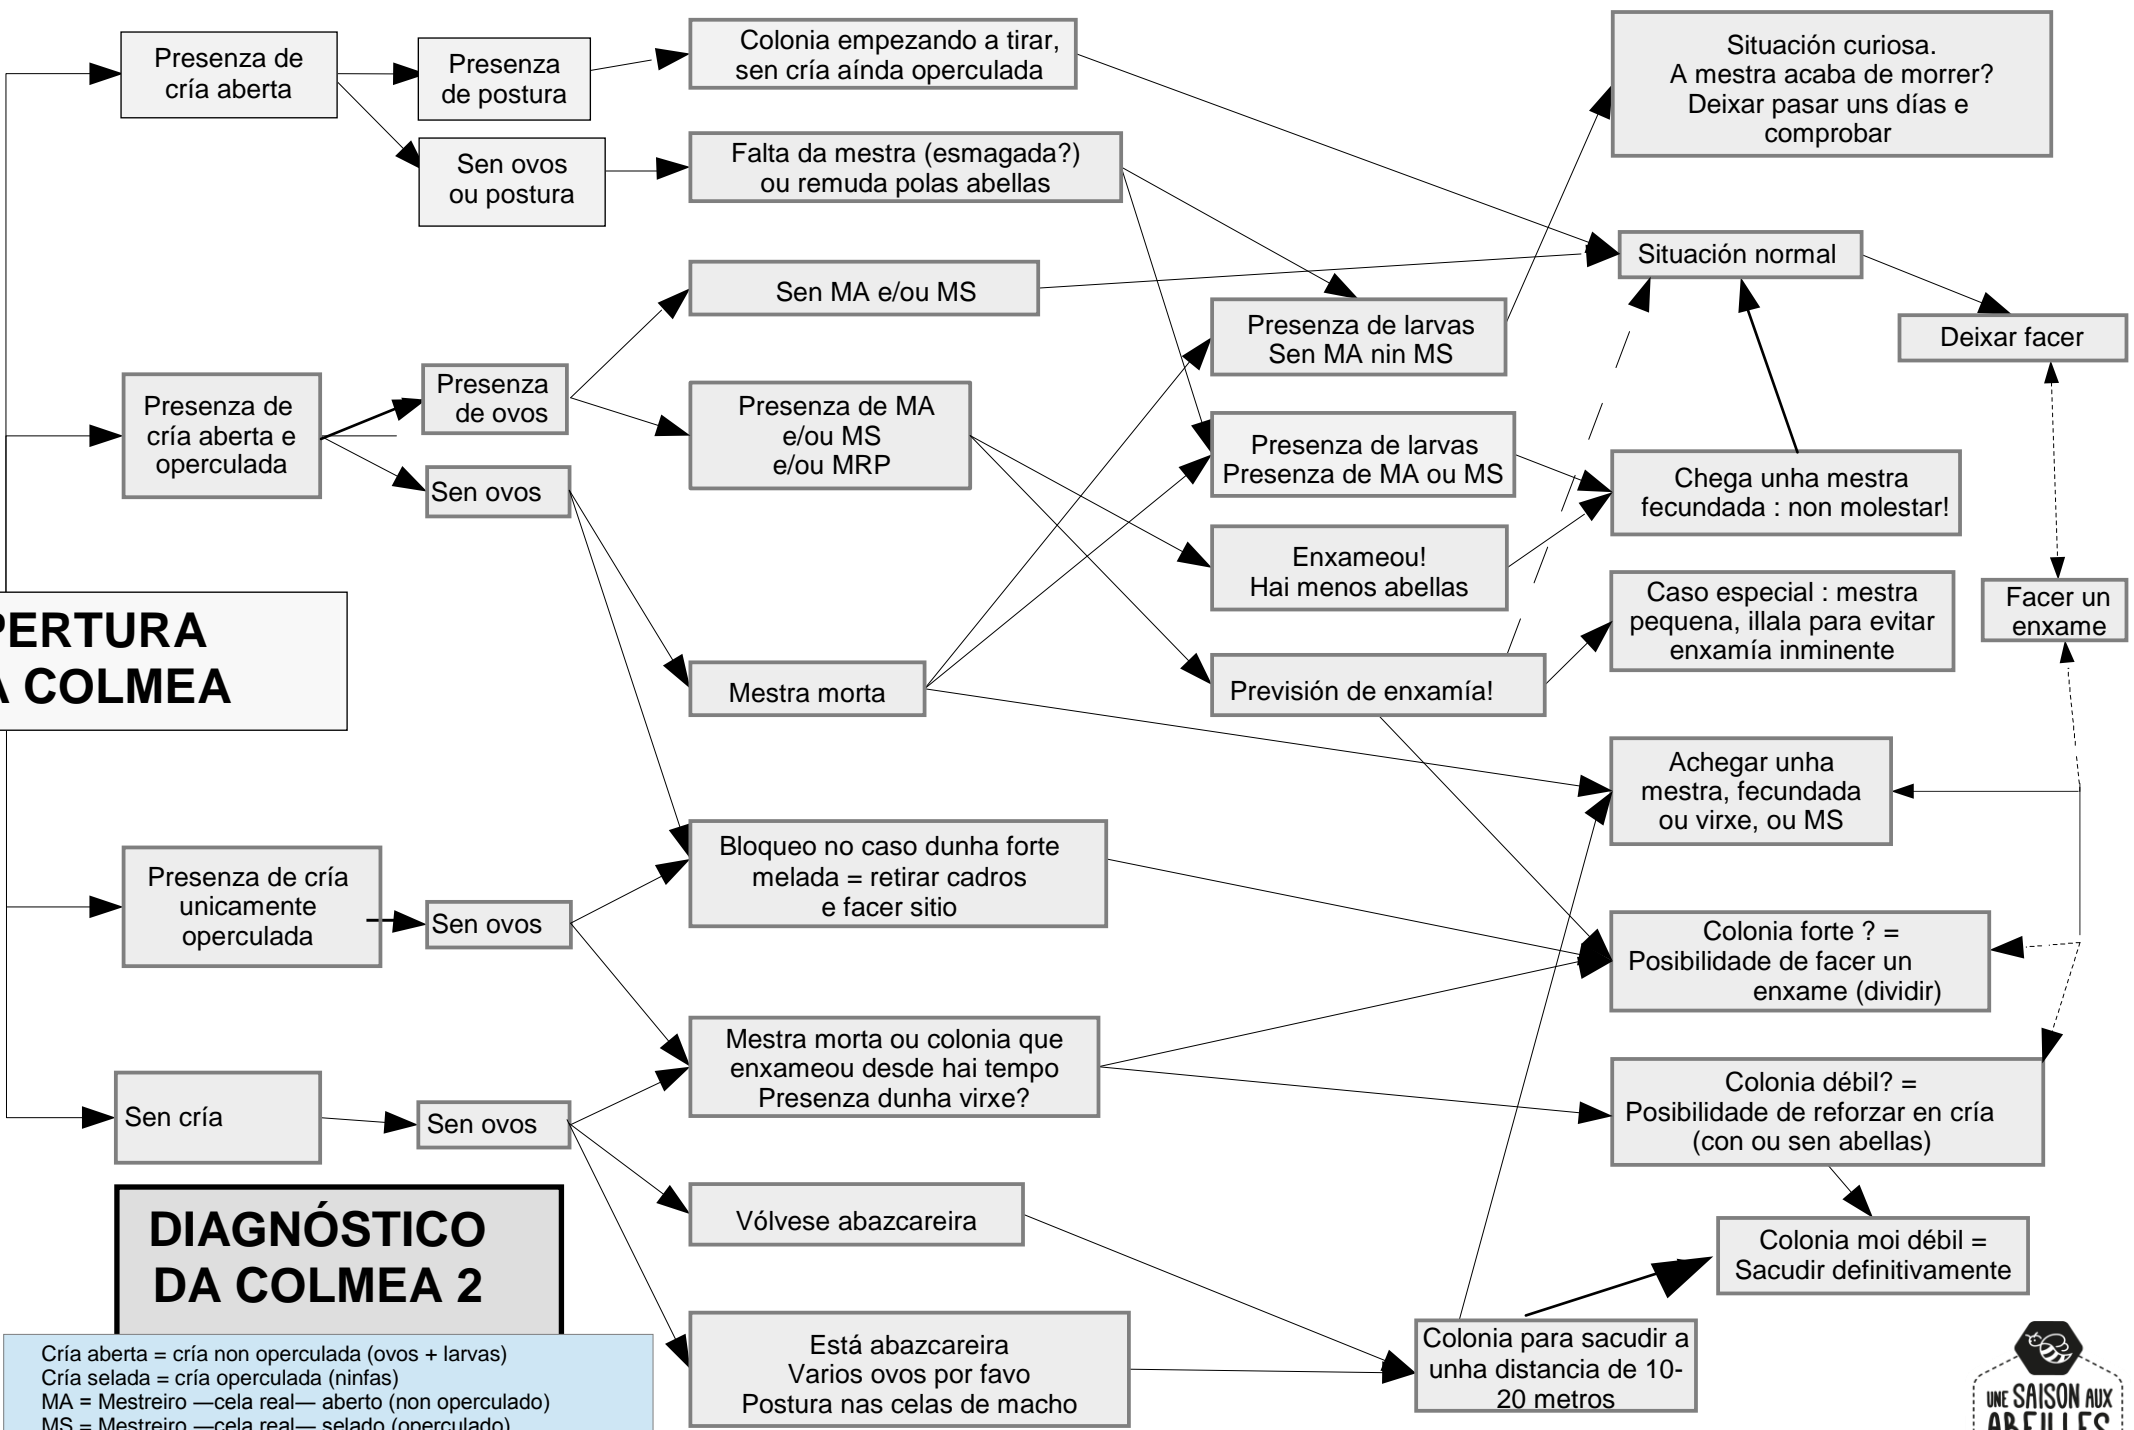 Presenza de
cría aberta
Presenza
de postura
Colonia empezando a tirar,
sen cría aínda operculada
Situación curiosa.
A mestra acaba de morrer?
Deixar pasar uns días e
comprobar
Sen ovos
ou postura
Falta da mestra (esmagada?)
ou remuda polas abellas
Situación normal
Sen MA e/ou MS
Presenza de larvas
Sen MA nin MS
Deixar facer
Presenza de
cría aberta e
operculada
Presenza
de ovos
Presenza de MA
e/ou MS
e/ou MRP
Presenza de larvas
Presenza de MA ou MS
Chega unha mestra
fecundada : non molestar!
Sen ovos
Enxameou!
Hai menos abellas
Caso especial : mestra
pequena, illala para evitar
enxamía inminente
Facer un
enxame
PERTURA
A COLMEA
Mestra morta
Previsión de enxamía!
Achegar unha
mestra, fecundada
ou virxe, ou MS
Presenza de cría
unicamente
operculada
Sen ovos
Bloqueo no caso dunha forte
melada = retirar cadros
e facer sitio
Colonia forte ? =
Posibilidade de facer un
enxame (dividir)
Sen cría
Sen ovos
Mestra morta ou colonia que
enxameou desde hai tempo
Presenza dunha virxe?
Colonia débil? =
Posibilidade de reforzar en cría
(con ou sen abellas)
Vólvese abazcareira
Colonia moi débil =
Sacudir definitivamente
DIAGNÓSTICO
DA COLMEA 2
Está abazcareira
Varios ovos por favo
Postura nas celas de macho
Colonia para sacudir a
unha distancia de 10-
20 metros
Cría aberta = cría non operculada (ovos + larvas)
Cría selada = cría operculada (ninfas)
MA = Mestreiro —cela real— aberto (non operculado)
MS = Mestreiro —cela real— selado (operculado)
UNE SAISON AUX
ABEILLES